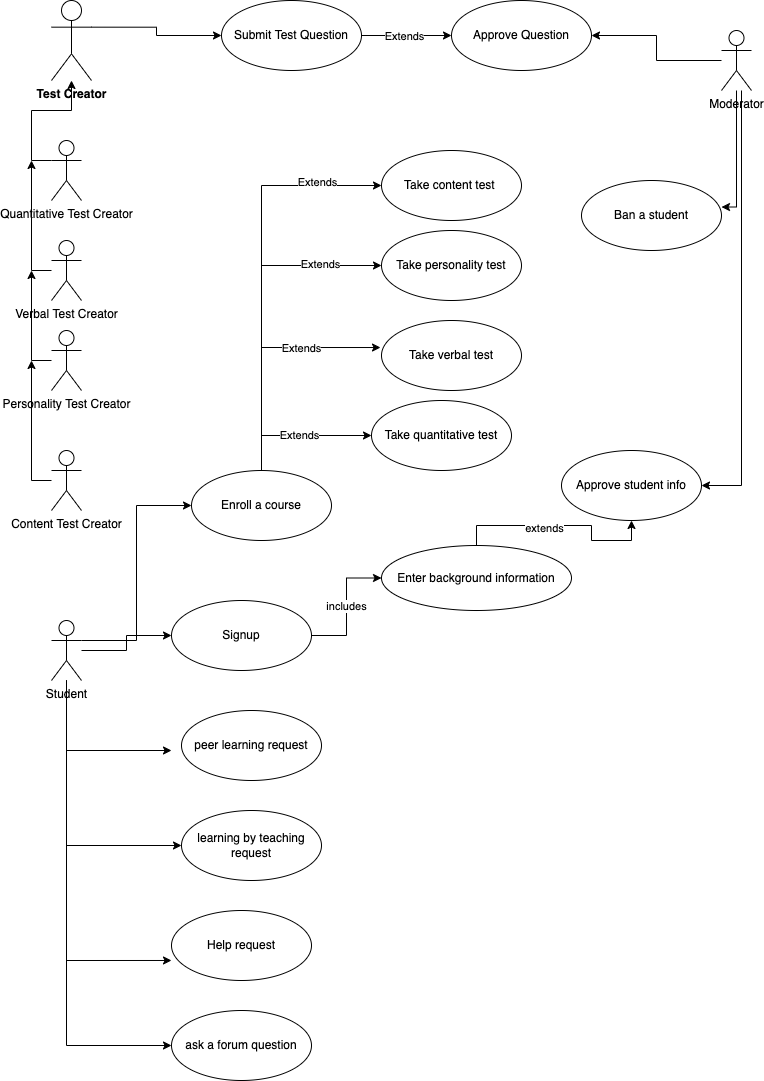 Submit Test Question
Extends
Approve Question
Test Creator
Moderator
Quantitative Test Creator
Extends
Take content test
Ban a student
Extends
Take personality test
Verbal Test Creator
Extends
Take verbal test
Personality Test Creator
Extends
Take quantitative test
Approve student info
Enroll a course
Content Test Creator
extends
Enter background information
includes
Signup
Student
peer learning request
learning by teaching
request
Help request
ask a forum question